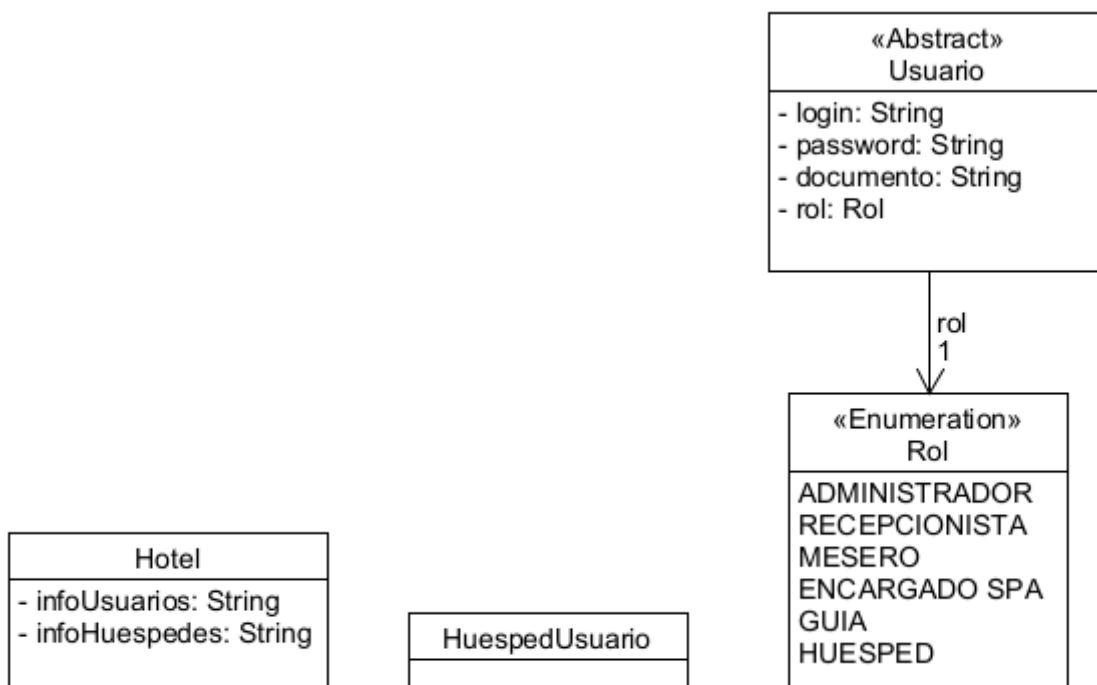 «Abstract»
Usuario
- login: String
- password: String
- documento: String
- rol: Rol
rol
1
«Enumeration»
Rol
ADMINISTRADOR
RECEPCIONISTA
MESERO
ENCARGADO SPA
GUIA
HUESPED
Hotel
- infoUsuarios: String
- infoHuespedes: String
HuespedUsuario